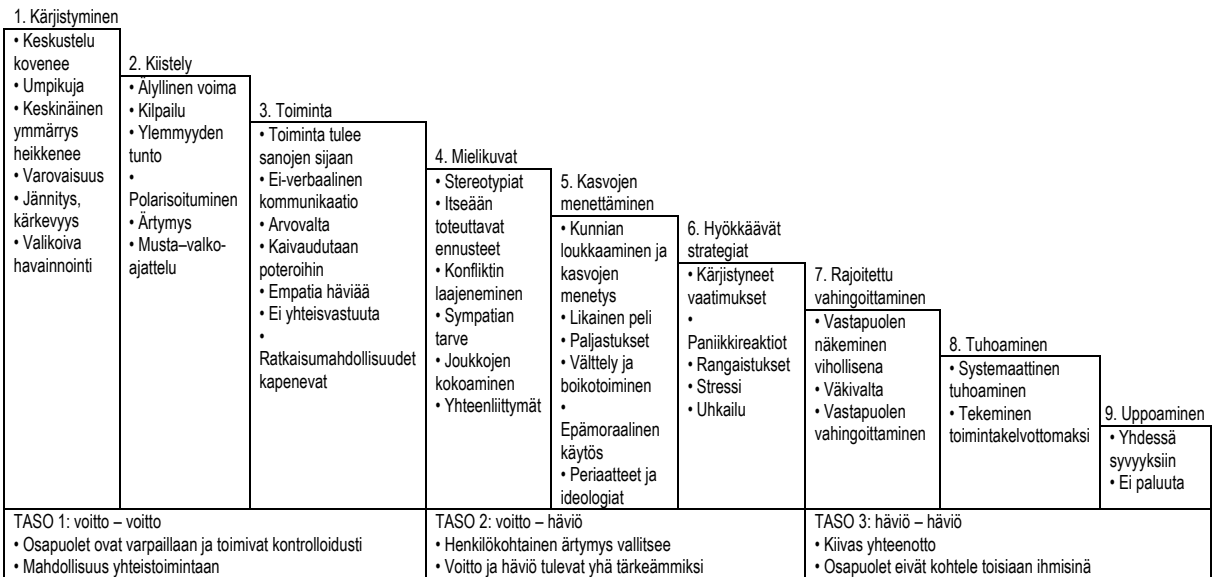 1. Kärjistyminen
• Keskustelu
kovenee
• Umpikuja
• Keskinäinen
ymmärrys
heikkenee
• Varovaisuus
• Jännitys,
kärkevyys
• Valikoiva
havainnointi
2. Kiistely
• Älyllinen voima
• Kilpailu
• Ylemmyyden
tunto
•
Polarisoituminen
• Ärtymys
• Musta–valko-
ajattelu
3. Toiminta
• Toiminta tulee
sanojen sijaan
• Ei-verbaalinen
kommunikaatio
• Arvovalta
• Kaivaudutaan
poteroihin
• Empatia häviää
• Ei yhteisvastuuta
•
Ratkaisumahdollisuudet
kapenevat
4. Mielikuvat
• Stereotypiat
• Itseään
toteuttavat
ennusteet
• Konfliktin
laajeneminen
• Sympatian
tarve
• Joukkojen
kokoaminen
• Yhteenliittymät
5. Kasvojen
menettäminen
• Kunnian
loukkaaminen ja
kasvojen
menetys
• Likainen peli
• Paljastukset
• Välttely ja
boikotoiminen
•
Epämoraalinen
käytös
• Periaatteet ja
ideologiat
6. Hyökkäävät
strategiat
• Kärjistyneet
vaatimukset
•
Paniikkireaktiot
• Rangaistukset
• Stressi
• Uhkailu
7. Rajoitettu
vahingoittaminen
• Vastapuolen
näkeminen
vihollisena
• Väkivalta
• Vastapuolen
vahingoittaminen
8. Tuhoaminen
• Systemaattinen
tuhoaminen
• Tekeminen
toimintakelvottomaksi
9. Uppoaminen
• Yhdessä
syvyyksiin
• Ei paluuta
TASO 1: voitto – voitto
• Osapuolet ovat varpaillaan ja toimivat kontrolloidusti
• Mahdollisuus yhteistoimintaan
TASO 2: voitto – häviö
• Henkilökohtainen ärtymys vallitsee
• Voitto ja häviö tulevat yhä tärkeämmiksi
TASO 3: häviö – häviö
• Kiivas yhteenotto
• Osapuolet eivät kohtele toisiaan ihmisinä